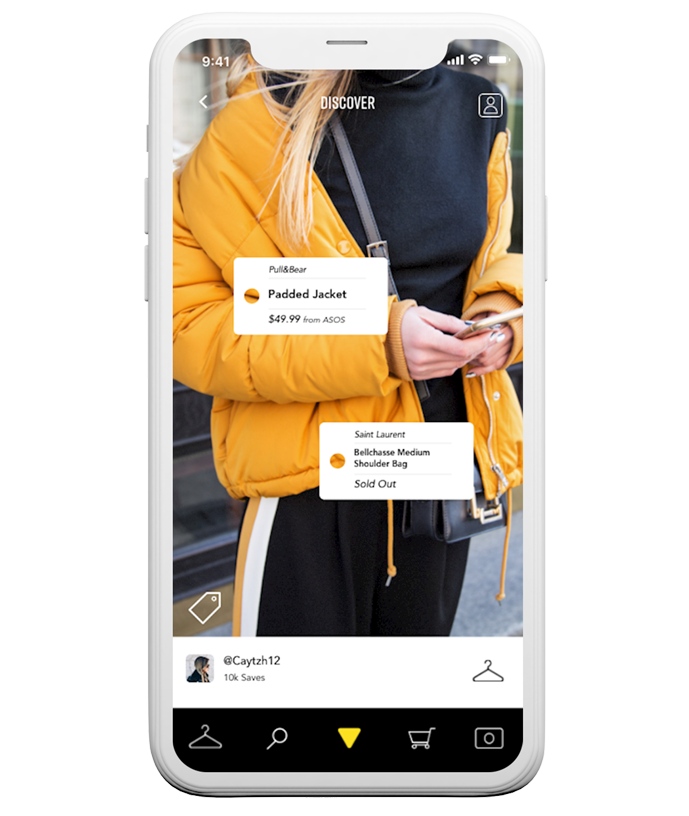 9:41
DISCOVER
Pull&Bear
Padded Jacket
$49.99 from ASOS
Saint Laurent
Bellchasse Medium
Shoulder Bag
Sold Out
@Caytzh12
10k Saves